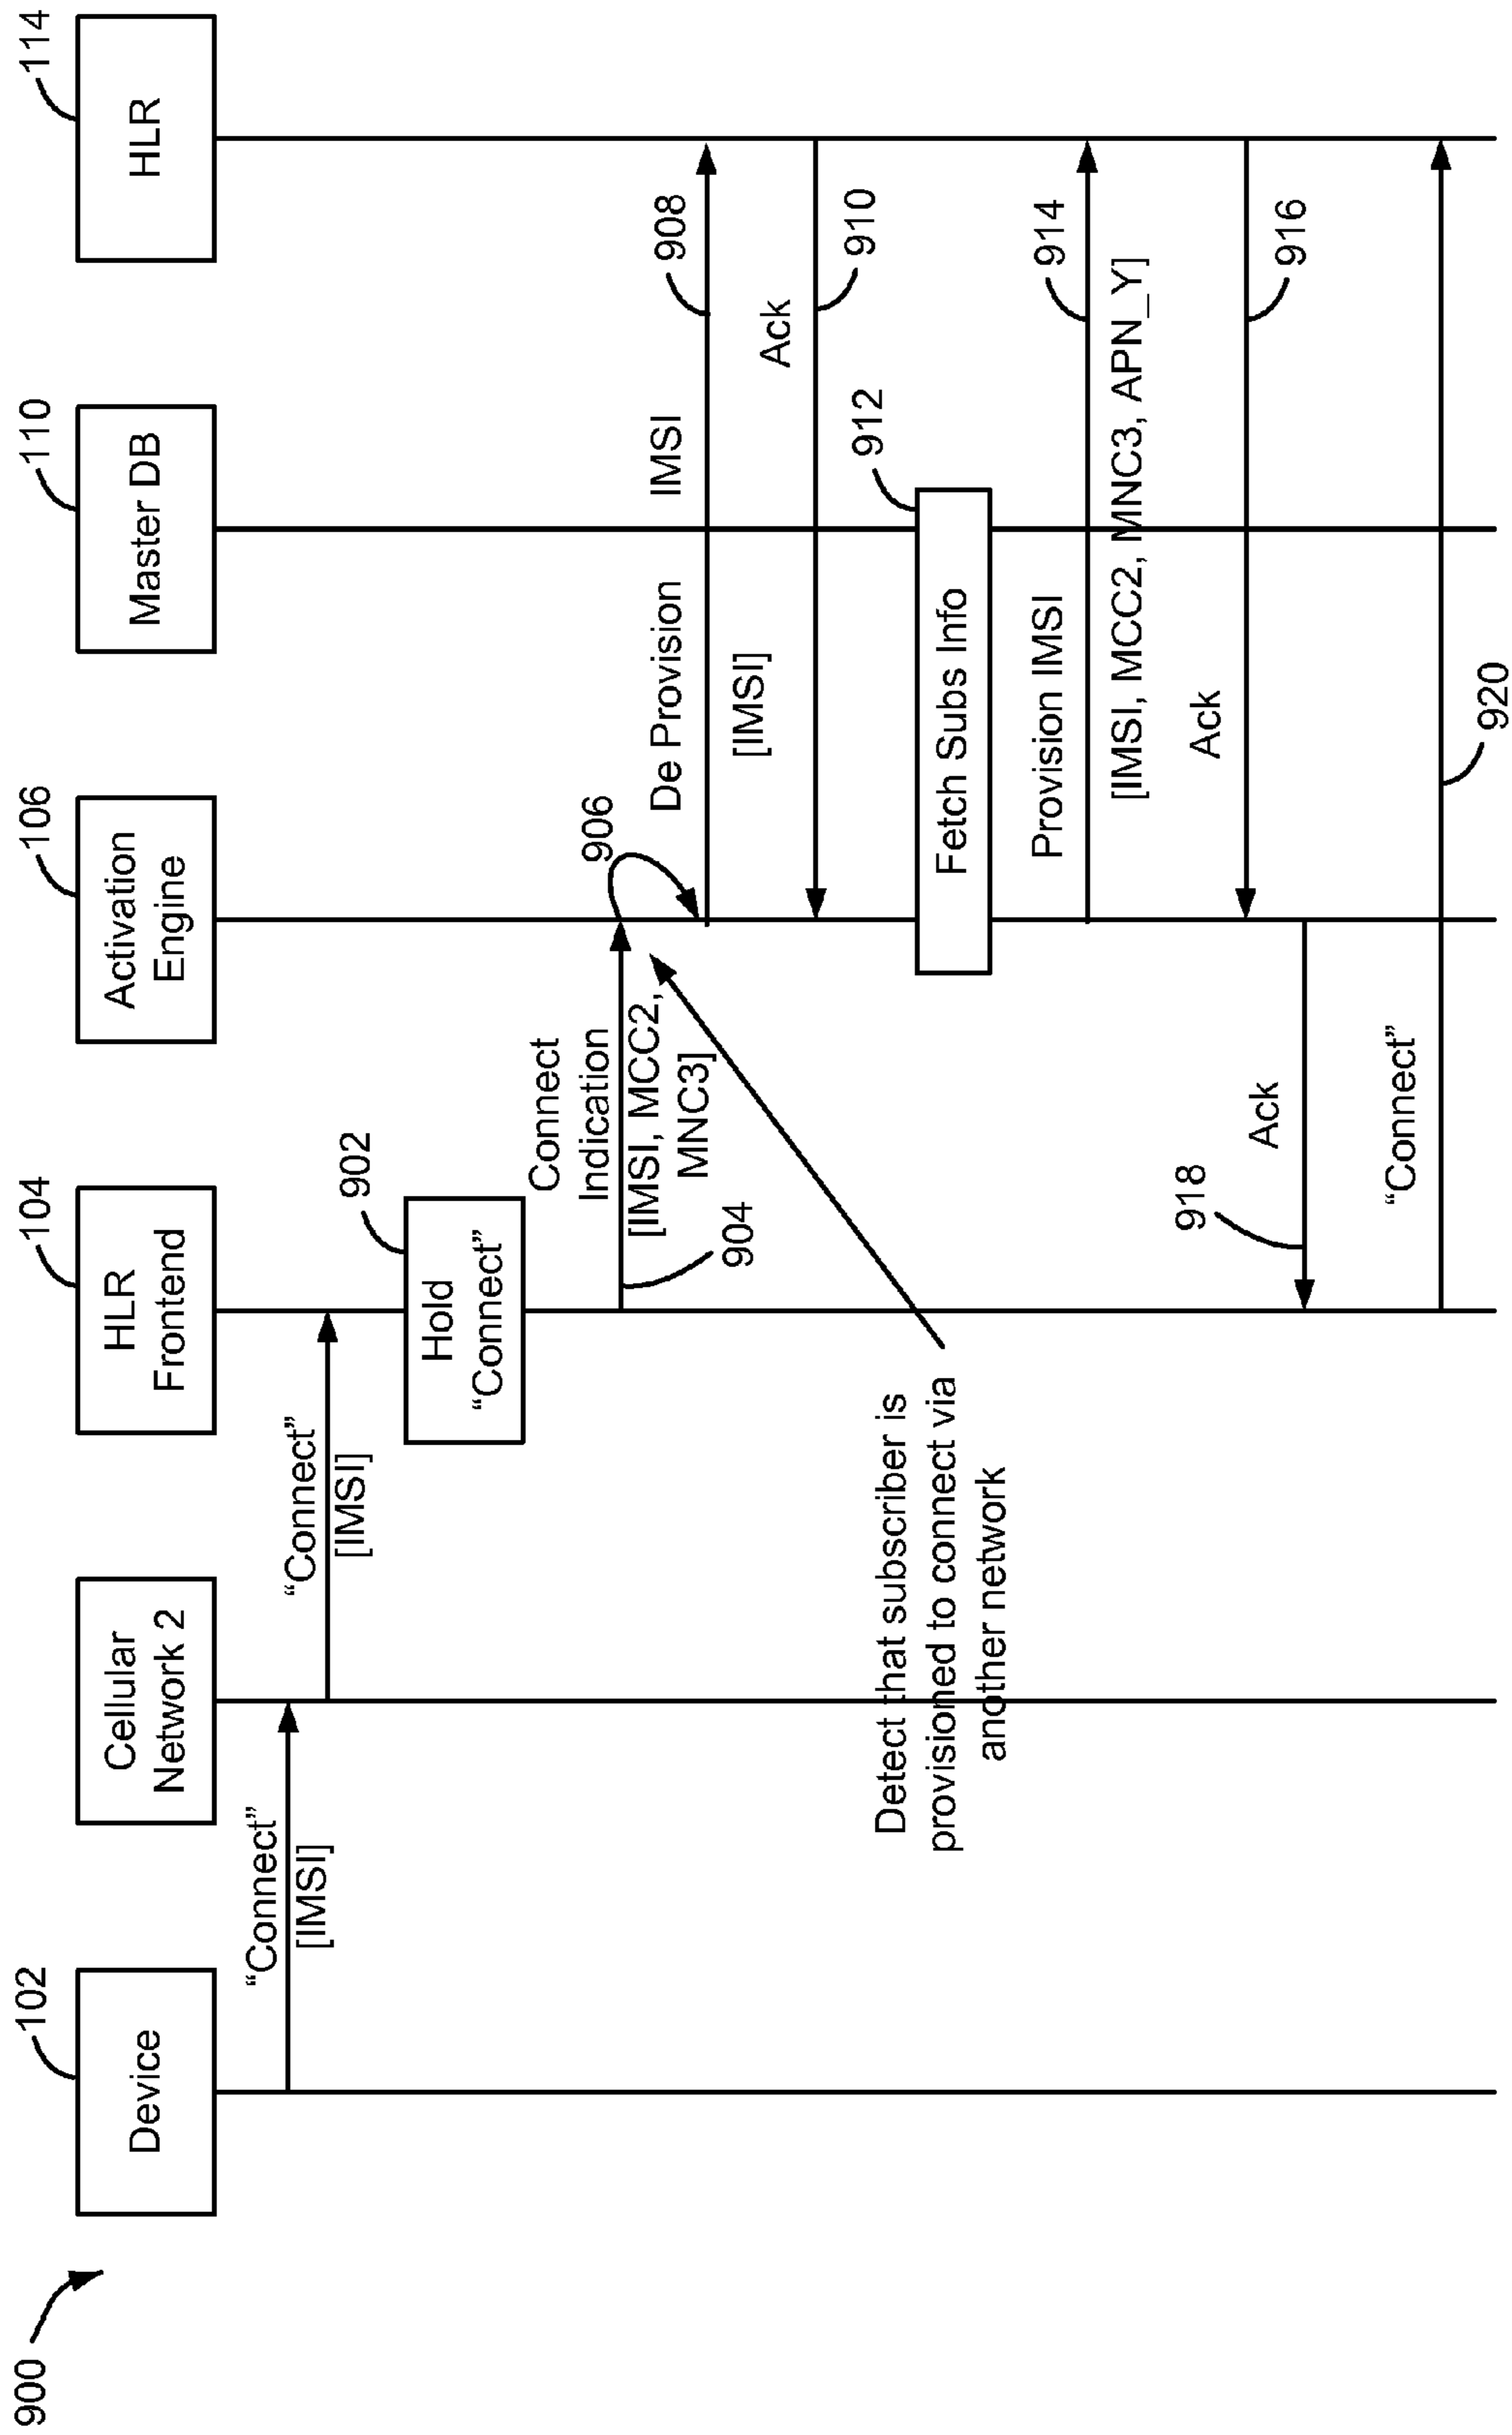 900
102
Device
Cellular
Network 2
104
HLR
Frontend
106
Activation
Engine
110
Master DB
114
HLR
“Connect”
[IMSI]
“Connect”
[IMSI]
902
Hold
“Connect”
Connect
Indication
[IMSI, MCC2,
MNC3]
904
906
Detect that subscriber is
provisioned to connect via
another network
De Provision
IMSI
908
[IMSI]
Ack
910
912
Fetch Subs Info
Provision IMSI
914
[IMSI, MCC2, MNC3, APN_Y]
Ack
916
918
Ack
“Connect”
920